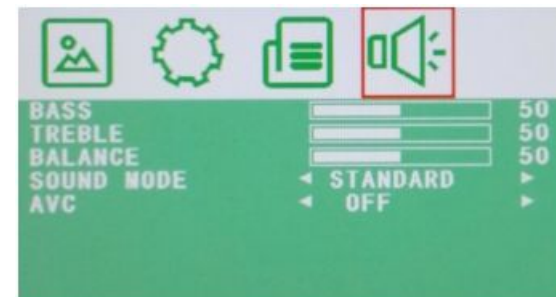 BASS 50
TREBLE 50
BALANCE 50
SOUND MODE STANDARD
AVC OFF